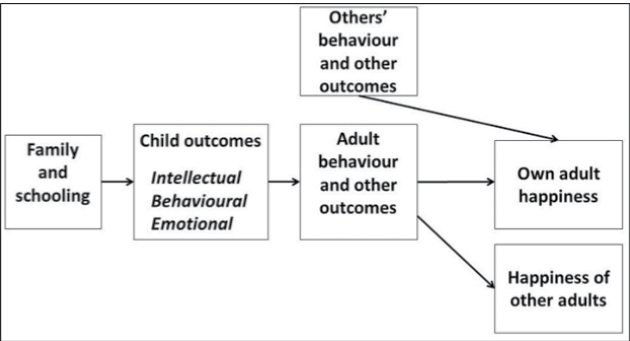 Others'
behaviour
and other
outcomes
Family
and
schooling
Child outcomes
Intellectual
Behavioural
Emotional
Adult
behaviour
and other
outcomes
Own adult
happiness
Happiness of
other adults